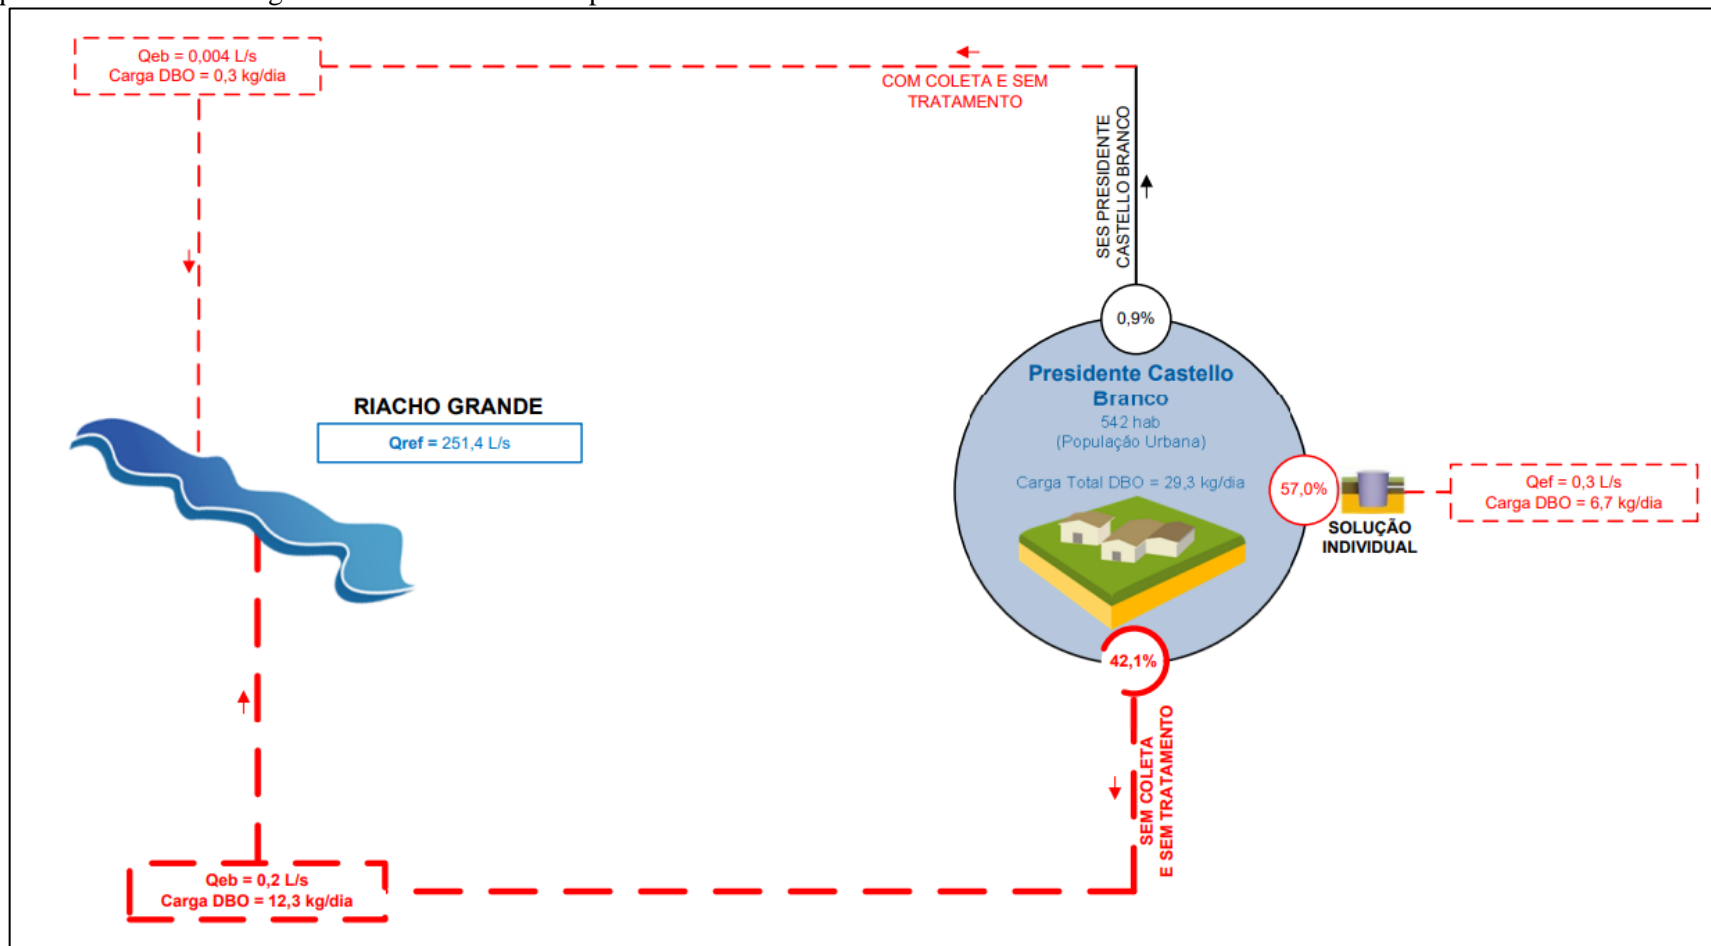 Qeb = 0,004 L/s
Carga DBO = 0,3 kg/dia
COM COLETA E SEM
TRATAMENTO
SES PRESIDENTE
CASTELLO BRANCO
0,9%
Presidente Castello
Branco
542 hab
(População Urbana)
Carga Total DBO = 29,3 kg/dia
RIACHO GRANDE
Qref = 251,4 L/s
57,0%
SOLUÇÃO
INDIVIDUAL
Qef = 0,3 L/s
Carga DBO = 6,7 kg/dia
42,1%
SEM COLETA
E SEM TRATAMENTO
Qeb = 0,2 L/s
Carga DBO = 12,3 kg/dia